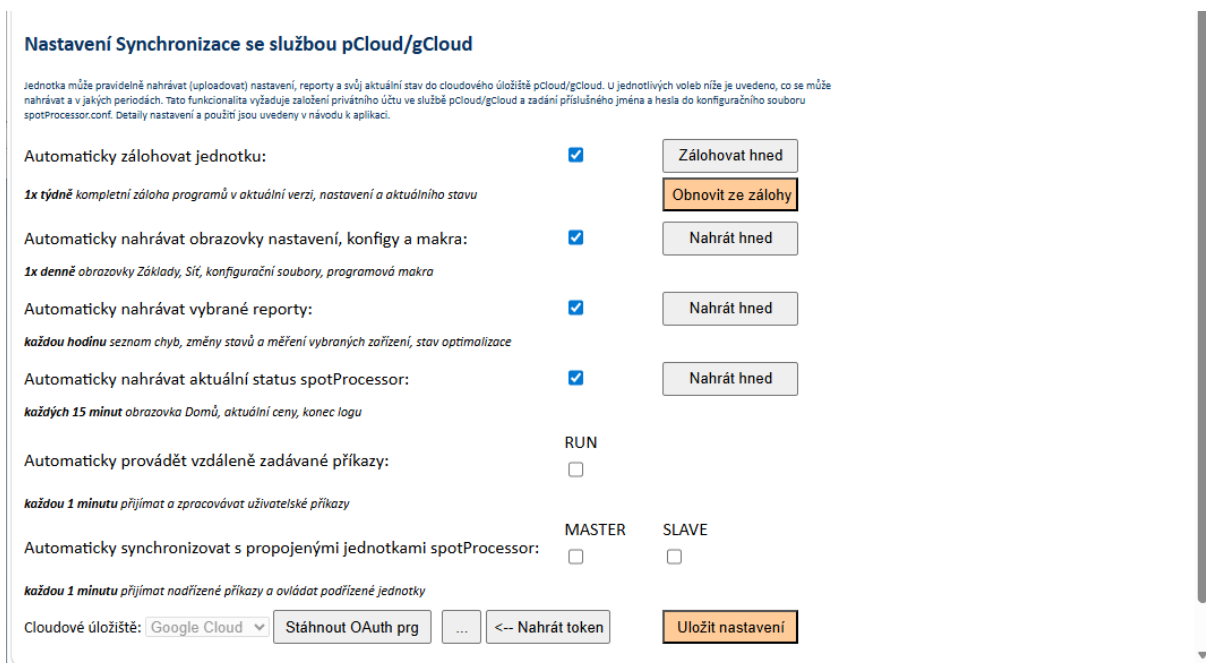 Nastavení Synchronizace se službou pCloud/gCloud
Jednotka může pravidelně nahrávat (uploadovat) nastavení, reporty a svůj aktuální stav do cloudového úložiště pCloud/gCloud. U jednotlivých voleb níže je uvedeno, co se může
nahrávat a v jakých periodách. Tato funkcionalita vyžaduje založení privátního účtu ve službě pCloud/gCloud a zadání příslušného jména a hesla do konfiguračního souboru
spotProcessor.conf. Detaily nastavení a použití jsou uvedeny v návodu k aplikaci.
Automaticky zálohovat jednotku: Zálohovat hned
1x týdně kompletní záloha programů v aktuální verzi, nastavení a aktuálního stavu Obnovit ze zálohy
Automaticky nahrávat obrazovky nastavení, konfigy a makra: Nahrát hned
1x denně obrazovky Základy, Síť, konfigurační soubory, programová makra
Automaticky nahrávat vybrané reporty: Nahrát hned
každou hodinu seznam chyb, změny stavů a měření vybraných zařízení, stav optimalizace
Automaticky nahrávat aktuální status spotProcessor: Nahrát hned
každých 15 minut obrazovka Domů, aktuální ceny, konec logu
RUN
Automaticky provádět vzdáleně zadávané příkazy:
každou 1 minutu přijímat a zpracovávat uživatelské příkazy
MASTER SLAVE
Automaticky synchronizovat s propojenými jednotkami spotProcessor:
každou 1 minutu přijímat nadřízené příkazy a ovládat podřízené jednotky
Cloudové úložiště: Google Cloud Stáhnout OAuth prg ... <-- Nahrát token Uložit nastavení